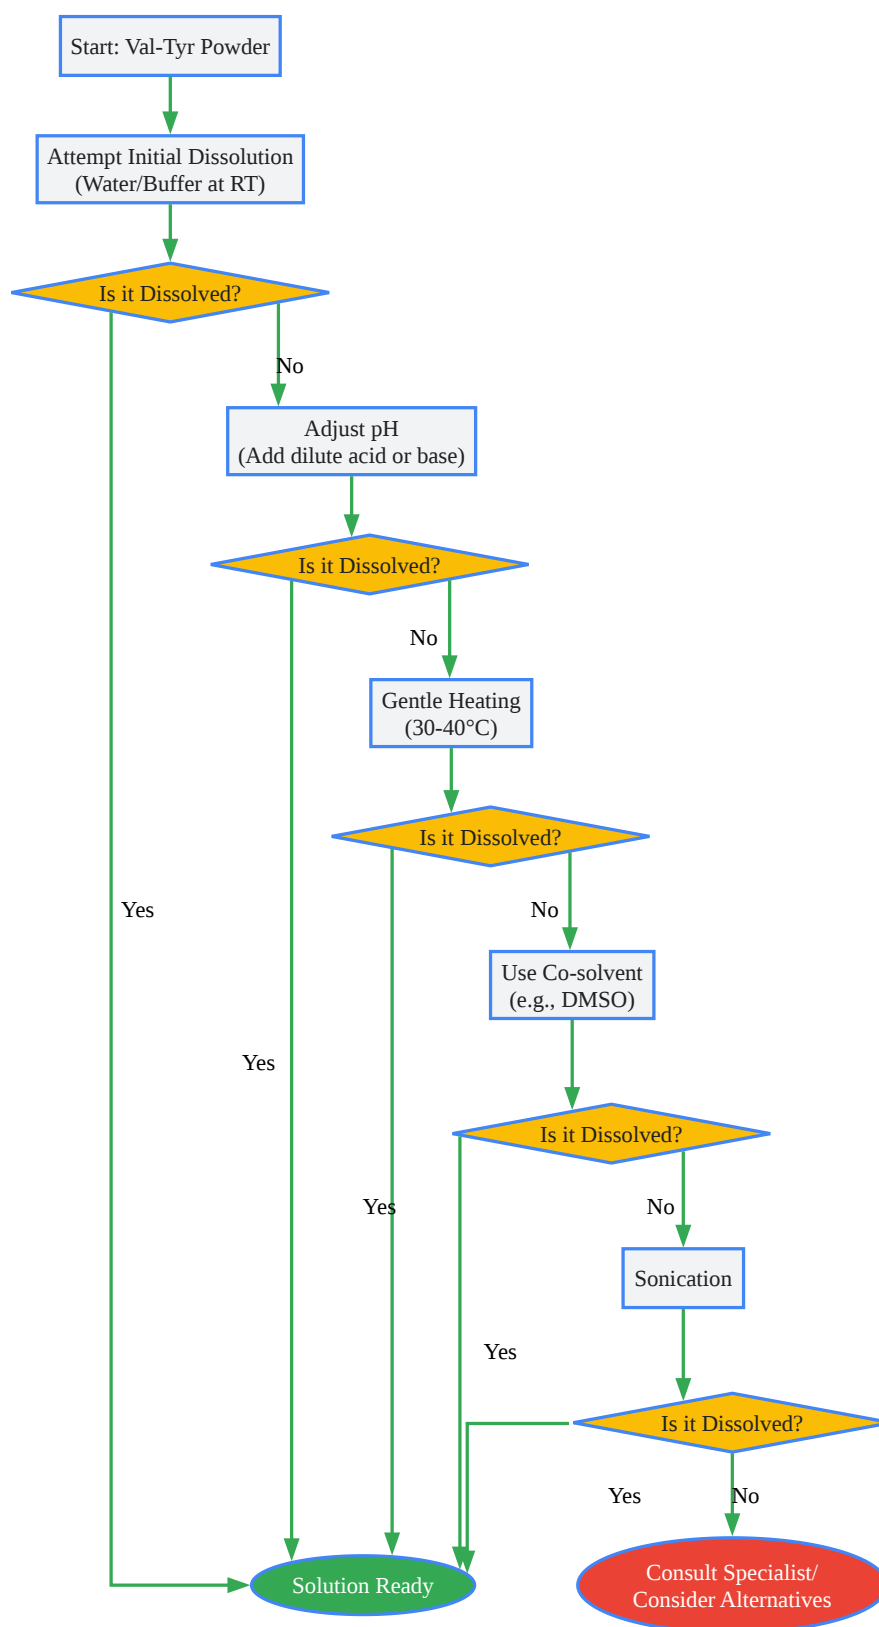 Start: Val-Tyr Powder
Attempt Initial Dissolution
(Water/Buffer at RT)
Is it Dissolved?
No
Adjust pH
(Add dilute acid or base)
Is it Dissolved?
No
Gentle Heating
(30-40°C)
Is it Dissolved?
Yes
No
Use Co-solvent
(e.g., DMSO)
Yes
Is it Dissolved?
Yes
No
Sonication
Yes
Is it Dissolved?
Yes
No
Solution Ready
Consult Specialist/
Consider Alternatives